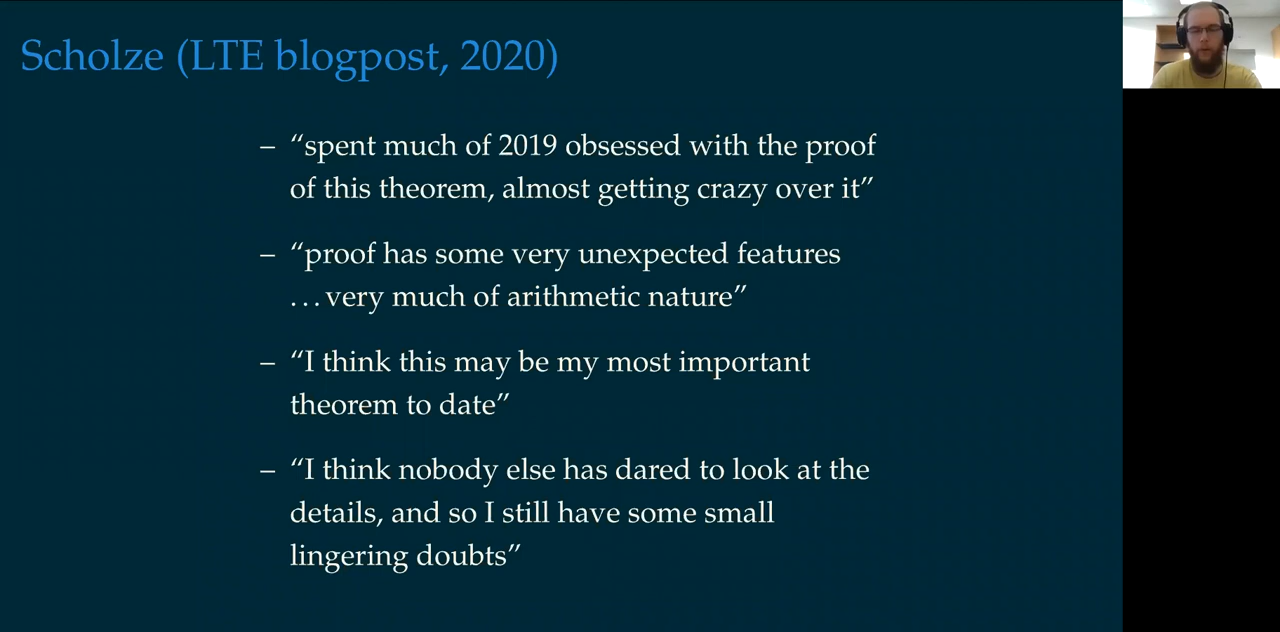 Scholze (LTE blogpost, 2020)
– “spent much of 2019 obsessed with the proof
of this theorem, almost getting crazy over it”
– “proof has some very unexpected features
…very much of arithmetic nature”
– “I think this may be my most important
theorem to date”
– “I think nobody else has dared to look at the
details, and so I still have some small
lingering doubts”